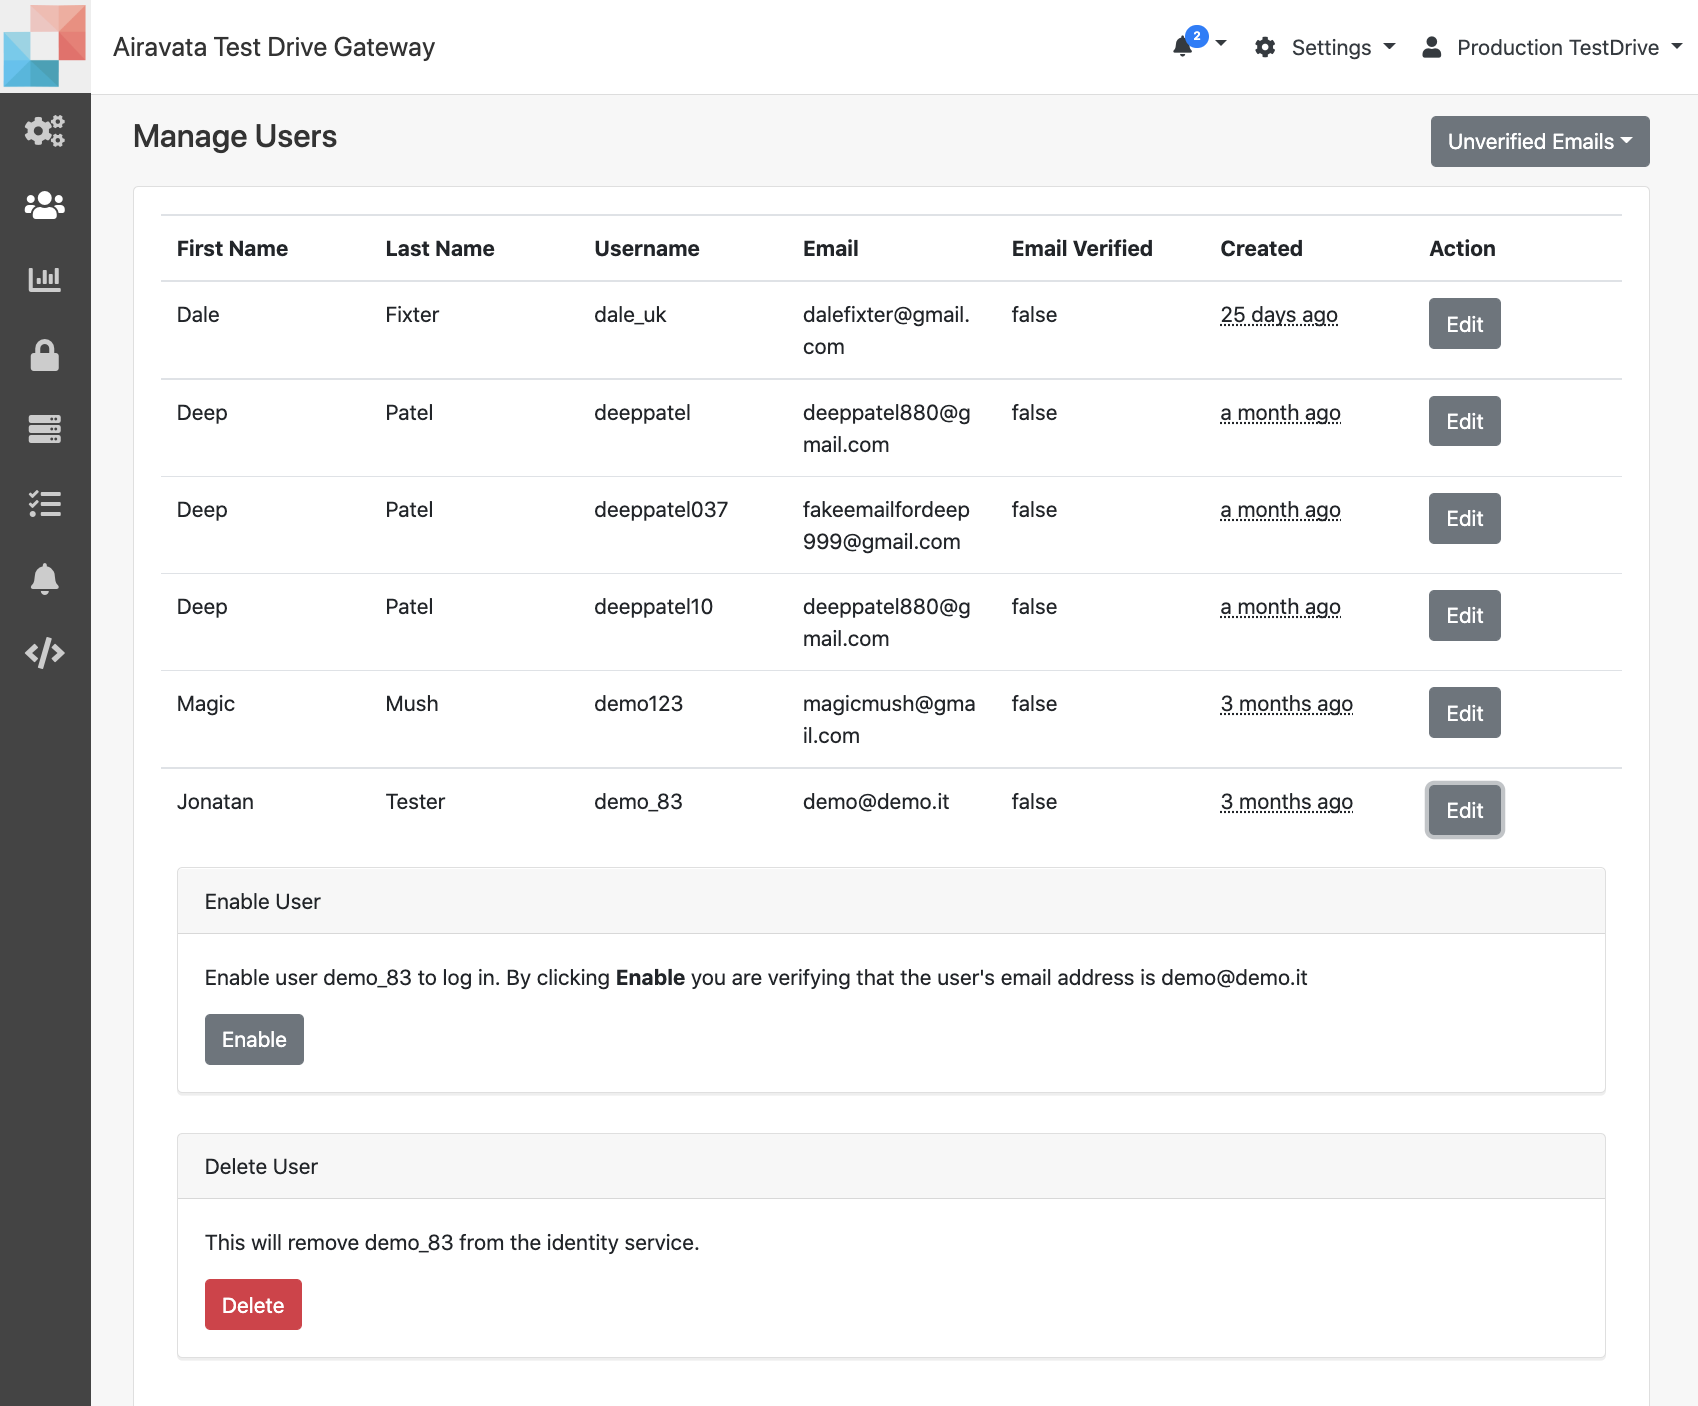 Airavata Test Drive Gateway
2
Settings
Production TestDrive
Manage Users
Unverified Emails
First Name Last Name Username Email Email Verified Created Action
Dale Fixter dale_uk dalefixter@gmail. false 25 days ago Edit
com
Deep Patel deeppatel deeppatel880@g false a month ago Edit
mail.com
Deep Patel deeppatel037 fakeemailfordeep false a month ago Edit
999@gmail.com
Deep Patel deeppatel10 deeppatel880@g false a month ago Edit
mail.com
Magic Mush demo123 magicmush@gma false 3 months ago Edit
il.com
Jonatan Tester demo_83 demo@demo.it false 3 months ago Edit
Enable User
Enable user demo_83 to log in. By clicking Enable you are verifying that the user's email address is demo@demo.it
Enable
Delete User
This will remove demo_83 from the identity service.
Delete